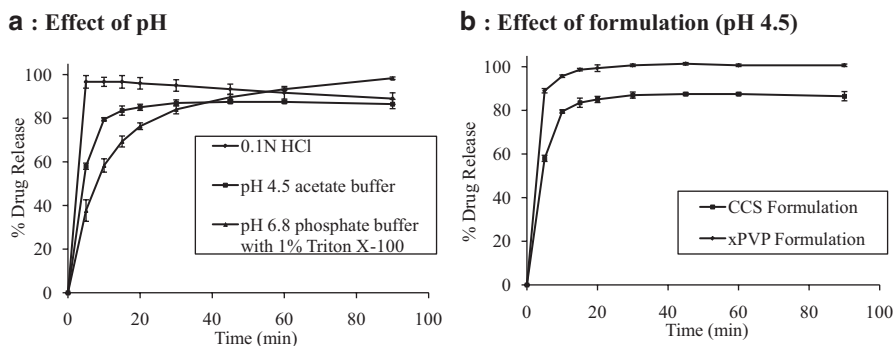 a : Effect of pH
% Drug Release
100
80
60
40
20
0
0 20 40 60 80 100
Time (min)
0.1N HCl
pH 4.5 acetate buffer
pH 6.8 phosphate buffer
with 1% Triton X-100
b : Effect of formulation (pH 4.5)
% Drug Release
100
80
60
40
20
0
0 20 40 60 80 100
Time (min)
CCS Formulation
xPVP Formulation